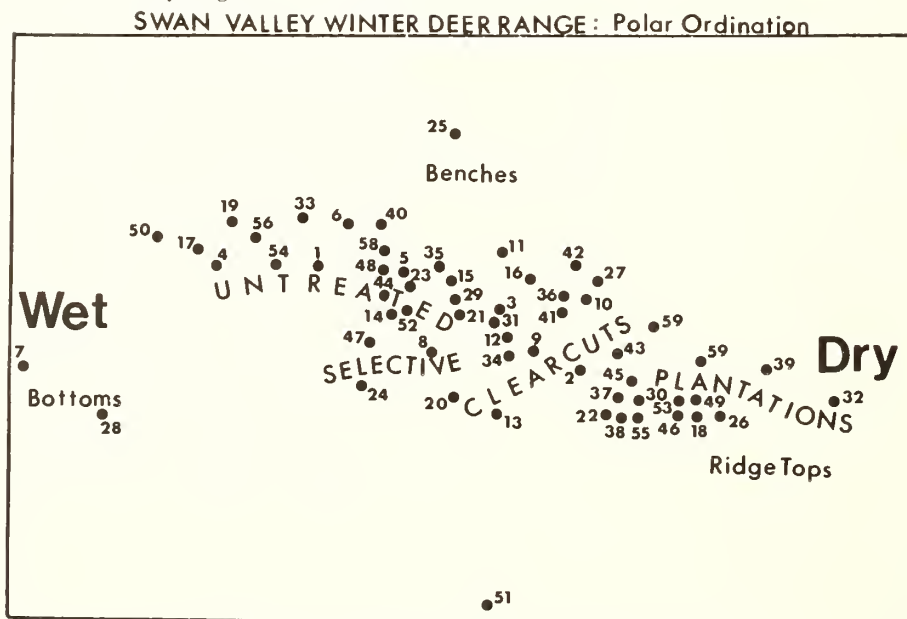 SWAN VALLEY WINTER DEER RANGE: Polar Ordination
25
Benches
19 33 6 40
50 17 56
4 54 1 58 5 35 11 42
48 23 15 16 27
UNTREATED
44 29 3 36 10
Wet
14 52 21 31 41 59
47 8 12 9 CLEARCUTS
7 34 43 59 39 Dry
SELECTIVE
2 45 PLANTATIONS
Bottoms
24 20 37 30 49 32
28 13 22 53 26
38 55 46 18
Ridge Tops
51